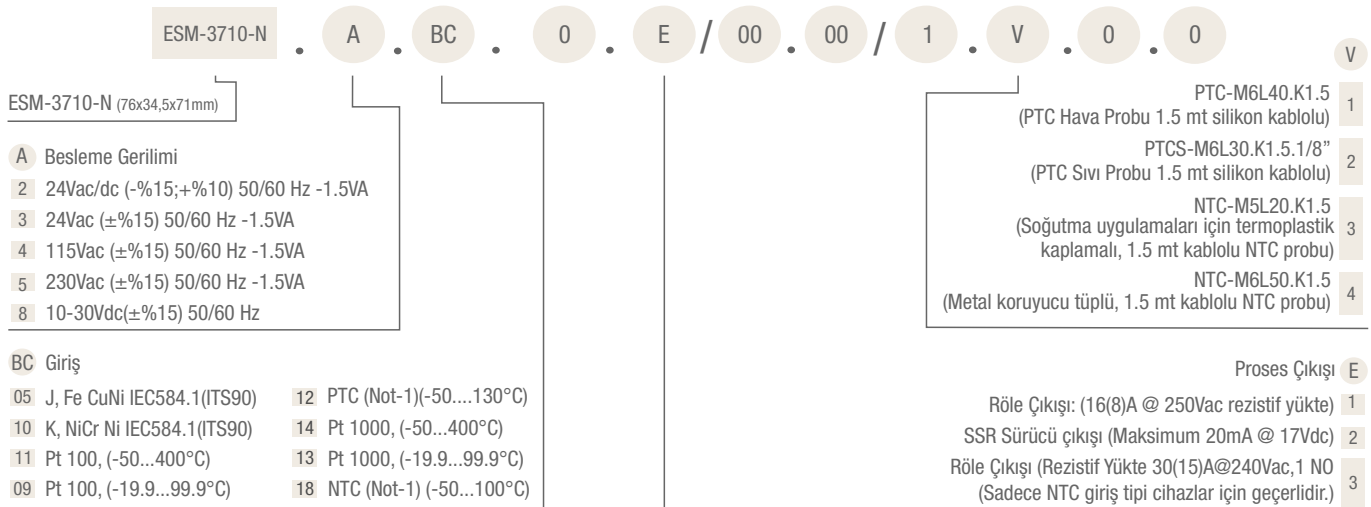 ESM-3710-N . A . BC . 0 . E / 00 . 00 / 1 . V . 0 . 0
ESM-3710-N (76x34,5x71mm)
A Besleme Gerilimi
2 24Vac/dc (-%15;+%10) 50/60 Hz -1.5VA
3 24Vac (±%15) 50/60 Hz -1.5VA
4 115Vac (±%15) 50/60 Hz -1.5VA
5 230Vac (±%15) 50/60 Hz -1.5VA
8 10-30Vdc(±%15) 50/60 Hz
BC Giriş
05 J, Fe CuNi IEC584.1(ITS90)
10 K, NiCr Ni IEC584.1(ITS90)
11 Pt 100, (-50...400°C)
09 Pt 100, (-19.9...99.9°C)
12 PTC (Not-1)(-50....130°C)
14 Pt 1000, (-50...400°C)
13 Pt 1000, (-19.9...99.9°C)
18 NTC (Not-1) (-50...100°C)
V
PTC-M6L40.K1.5
(PTC Hava Probu 1.5 mt silikon kablolu) 1
PTCS-M6L30.K1.5.1/8”
(PTC Sıvı Probu 1.5 mt silikon kablolu) 2
NTC-M5L20.K1.5
(Soğutma uygulamaları için termoplastik 3
kaplamalı, 1.5 mt kablolu NTC probu)
NTC-M6L50.K1.5
(Metal koruyucu tüplü, 1.5 mt kablolu NTC probu) 4
Proses Çıkışı E
Röle Çıkışı: (16(8)A @ 250Vac rezistif yükte) 1
SSR Sürücü çıkışı (Maksimum 20mA @ 17Vdc) 2
Röle Çıkışı (Rezistif Yükte 30(15)A@240Vac,1 NO 3
(Sadece NTC giriş tipi cihazlar için geçerlidir.)